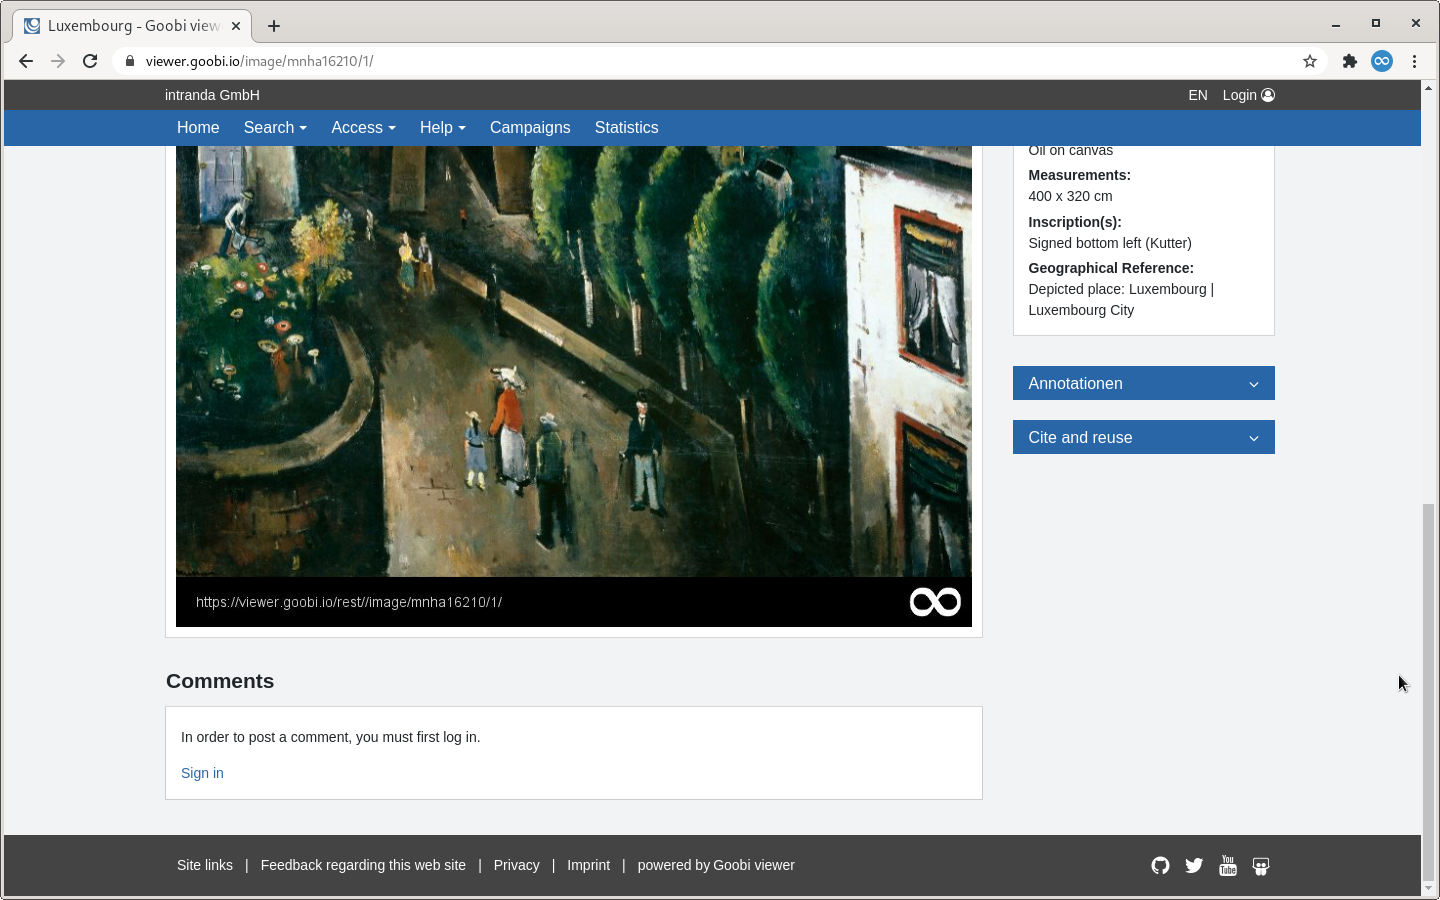 Luxembourg - Goobi view
viewer.goobi.io/image/mnha16210/1/
intranda GmbH
EN Login
Home Search Access Help Campaigns Statistics
Oil on canvas
Measurements:
400 x 320 cm
Inscription(s):
Signed bottom left (Kutter)
Geographical Reference:
Depicted place: Luxembourg |
Luxembourg City
Annotationen
Cite and reuse
https://viewer.goobi.io/rest//image/mnha16210/1/
Comments
In order to post a comment, you must first log in.
Sign in
Site links | Feedback regarding this web site | Privacy | Imprint | powered by Goobi viewer
You
Tube